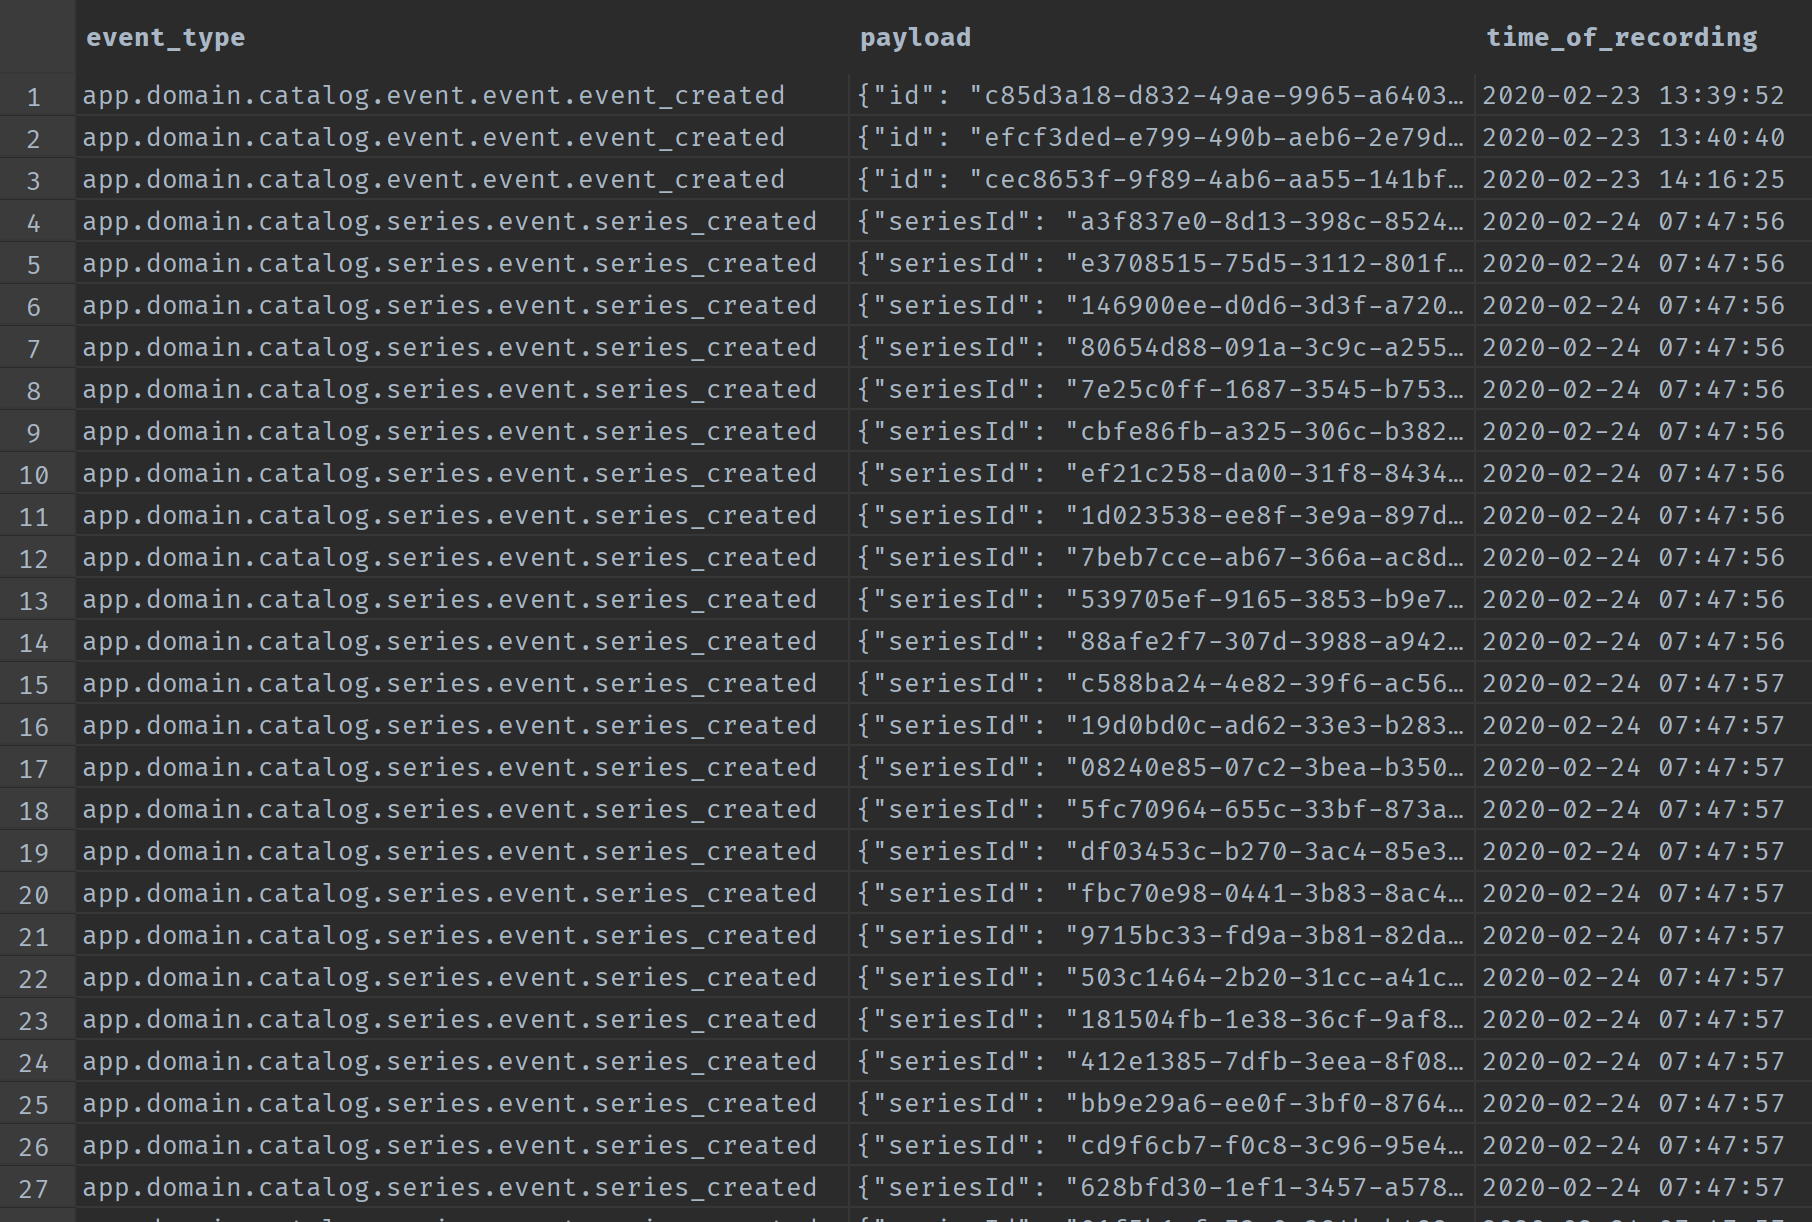 event_type payload time_of_recording
1 app.domain.catalog.event.event.event_created {"id": "c85d3a18-d832-49ae-9965-a6403… 2020-02-23 13:39:52
2 app.domain.catalog.event.event.event_created {"id": "efcf3ded-e799-490b-aeb6-2e79d… 2020-02-23 13:40:40
3 app.domain.catalog.event.event.event_created {"id": "cec8653f-9f89-4ab6-aa55-141bf… 2020-02-23 14:16:25
4 app.domain.catalog.series.event.series_created {"seriesId": "a3f837e0-8d13-398c-8524… 2020-02-24 07:47:56
5 app.domain.catalog.series.event.series_created {"seriesId": "e3708515-75d5-3112-801f… 2020-02-24 07:47:56
6 app.domain.catalog.series.event.series_created {"seriesId": "146900ee-d0d6-3d3f-a720… 2020-02-24 07:47:56
7 app.domain.catalog.series.event.series_created {"seriesId": "80654d88-091a-3c9c-a255… 2020-02-24 07:47:56
8 app.domain.catalog.series.event.series_created {"seriesId": "7e25c0ff-1687-3545-b753… 2020-02-24 07:47:56
9 app.domain.catalog.series.event.series_created {"seriesId": "cbfe86fb-a325-306c-b382… 2020-02-24 07:47:56
10 app.domain.catalog.series.event.series_created {"seriesId": "ef21c258-da00-31f8-8434… 2020-02-24 07:47:56
11 app.domain.catalog.series.event.series_created {"seriesId": "1d023538-ee8f-3e9a-897d… 2020-02-24 07:47:56
12 app.domain.catalog.series.event.series_created {"seriesId": "7beb7cce-ab67-366a-ac8d… 2020-02-24 07:47:56
13 app.domain.catalog.series.event.series_created {"seriesId": "539705ef-9165-3853-b9e7… 2020-02-24 07:47:56
14 app.domain.catalog.series.event.series_created {"seriesId": "88afe2f7-307d-3988-a942… 2020-02-24 07:47:56
15 app.domain.catalog.series.event.series_created {"seriesId": "c588ba24-4e82-39f6-ac56… 2020-02-24 07:47:57
16 app.domain.catalog.series.event.series_created {"seriesId": "19d0bd0c-ad62-33e3-b283… 2020-02-24 07:47:57
17 app.domain.catalog.series.event.series_created {"seriesId": "08240e85-07c2-3bea-b350… 2020-02-24 07:47:57
18 app.domain.catalog.series.event.series_created {"seriesId": "5fc70964-655c-33bf-873a… 2020-02-24 07:47:57
19 app.domain.catalog.series.event.series_created {"seriesId": "df03453c-b270-3ac4-85e3… 2020-02-24 07:47:57
20 app.domain.catalog.series.event.series_created {"seriesId": "fbc70e98-0441-3b83-8ac4… 2020-02-24 07:47:57
21 app.domain.catalog.series.event.series_created {"seriesId": "9715bc33-fd9a-3b81-82da… 2020-02-24 07:47:57
22 app.domain.catalog.series.event.series_created {"seriesId": "503c1464-2b20-31cc-a41c… 2020-02-24 07:47:57
23 app.domain.catalog.series.event.series_created {"seriesId": "181504fb-1e38-36cf-9af8… 2020-02-24 07:47:57
24 app.domain.catalog.series.event.series_created {"seriesId": "412e1385-7dfb-3eea-8f08… 2020-02-24 07:47:57
25 app.domain.catalog.series.event.series_created {"seriesId": "bb9e29a6-ee0f-3bf0-8764… 2020-02-24 07:47:57
26 app.domain.catalog.series.event.series_created {"seriesId": "cd9f6cb7-f0c8-3c96-95e4… 2020-02-24 07:47:57
27 app.domain.catalog.series.event.series_created {"seriesId": "628bfd30-1ef1-3457-a578… 2020-02-24 07:47:57